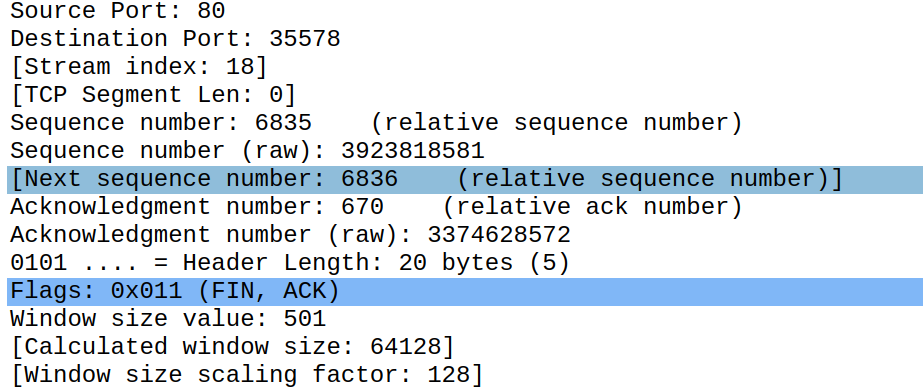 Source Port: 80
Destination Port: 35578
[Stream index: 18]
[TCP Segment Len: 0]
Sequence number: 6835    (relative sequence number)
Sequence number (raw): 3923818581
[Next sequence number: 6836    (relative sequence number)]
Acknowledgment number: 670    (relative ack number)
Acknowledgment number (raw): 3374628572
0101 .... = Header Length: 20 bytes (5)
Flags: 0x011 (FIN, ACK)
Window size value: 501
[Calculated window size: 64128]
[Window size scaling factor: 128]